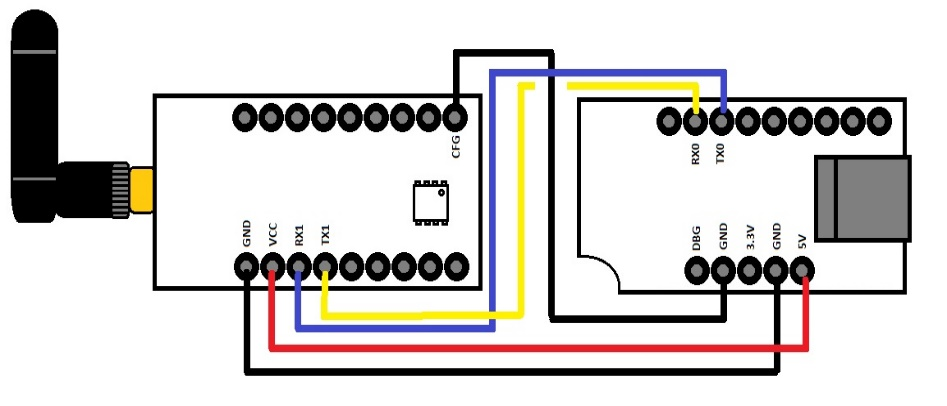 CFG
GND
VCC
RX1
TX1
RX0
TX0
DBG
GND
3.3V
GND
5V